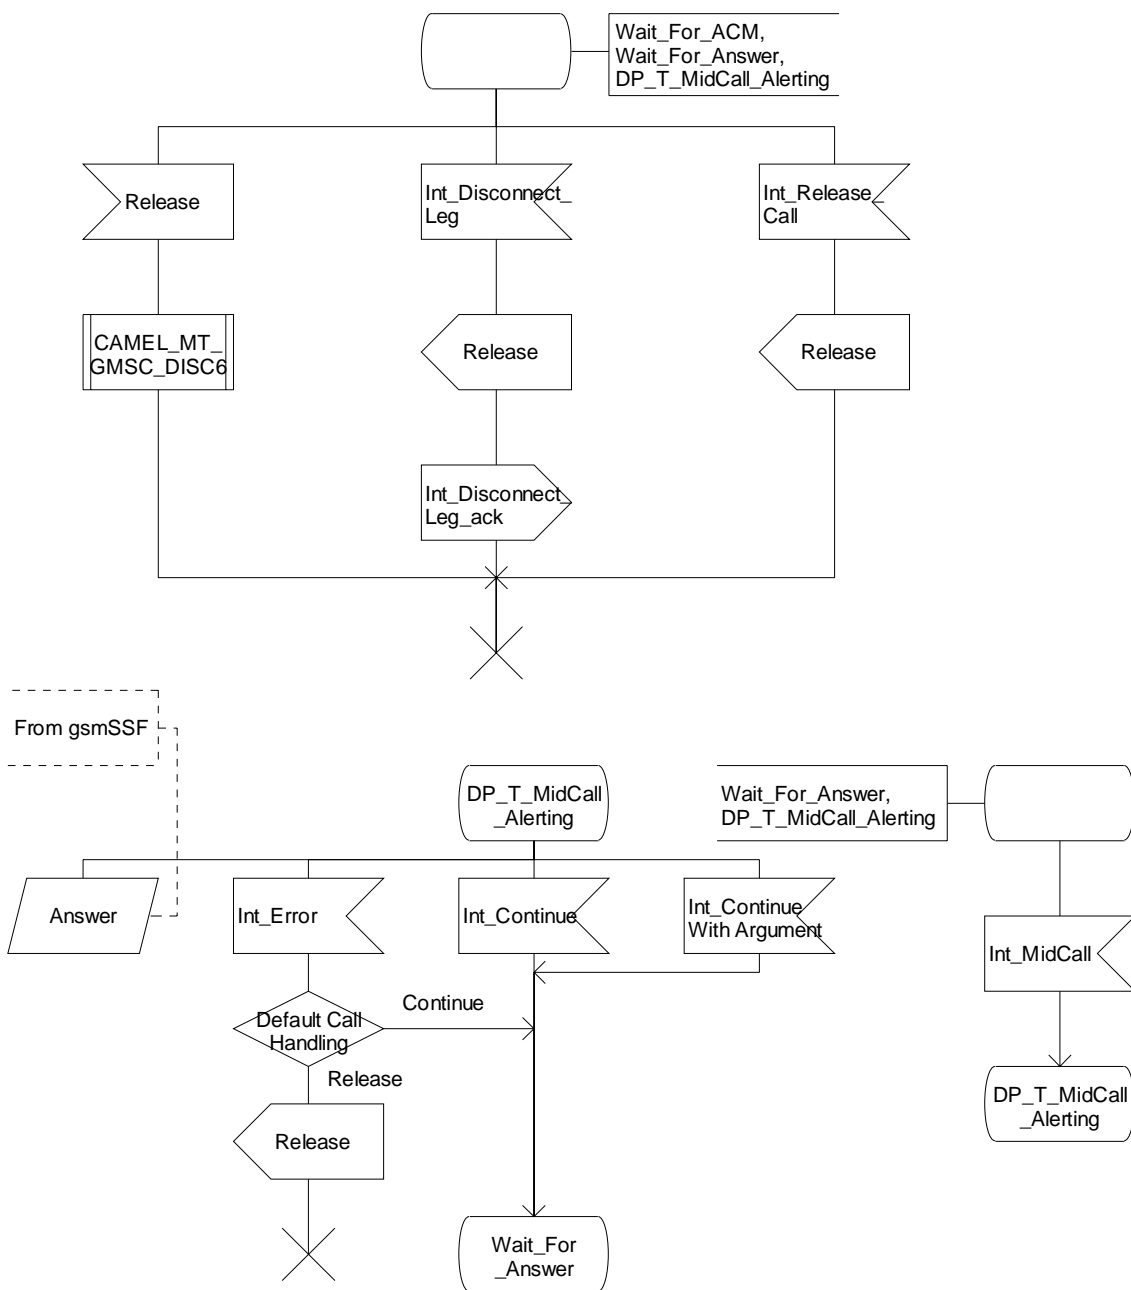 Wait_For_ACM,
Wait_For_Answer,
DP_T_MidCall_Alerting
Release
Int_Disconnect_
Leg
Int_Release_
Call
CAMEL_MT_
GMSC_DISC6
Release
Release
Int_Disconnect_
Leg_ack
From gsmSSF
DP_T_MidCall
_Alerting
Wait_For_Answer,
DP_T_MidCall_Alerting
Answer
Int_Error
Int_Continue
Int_Continue_
With Argument
Int_MidCall
Default Call
Handling
Continue
Release
DP_T_MidCall
_Alerting
Release
Wait_For
_Answer